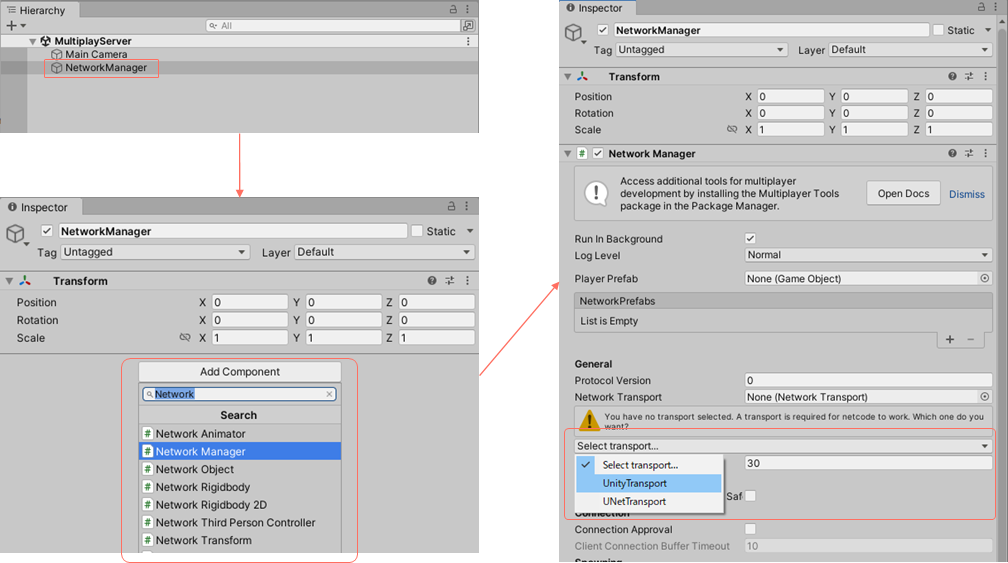 Hierarchy
All
MultiplayServer
Main Camera
NetworkManager
Inspector
NetworkManager
Static
Tag Untagged Layer Default
Transform
Position X 0 Y 0 Z 0
Rotation X 0 Y 0 Z 0
Scale X 1 Y 1 Z 1
Add Component
Network
Search
Network Animator
Network Manager
Network Object
Network Rigidbody
Network Rigidbody 2D
Network Third Person Controller
Network Transform
Inspector
NetworkManager
Static
Tag Untagged Layer Default
Transform
Position X 0 Y 0 Z 0
Rotation X 0 Y 0 Z 0
Scale X 1 Y 1 Z 1
Network Manager
Access additional tools for multiplayer
development by installing the Multiplayer Tools
package in the Package Manager.
Open Docs
Dismiss
Run In Background
Log Level Normal
Player Prefab None (Game Object)
NetworkPrefabs
List is Empty
General
Protocol Version 0
Network Transport None (Network Transport)
You have no transport selected. A transport is required for netcode to work. Which one do you
want?
Select transport...
Select transport...
30
UnityTransport
UNetTransport
Saf
Connection
Connection Approval
Client Connection Buffer Timeout 10
Spawning